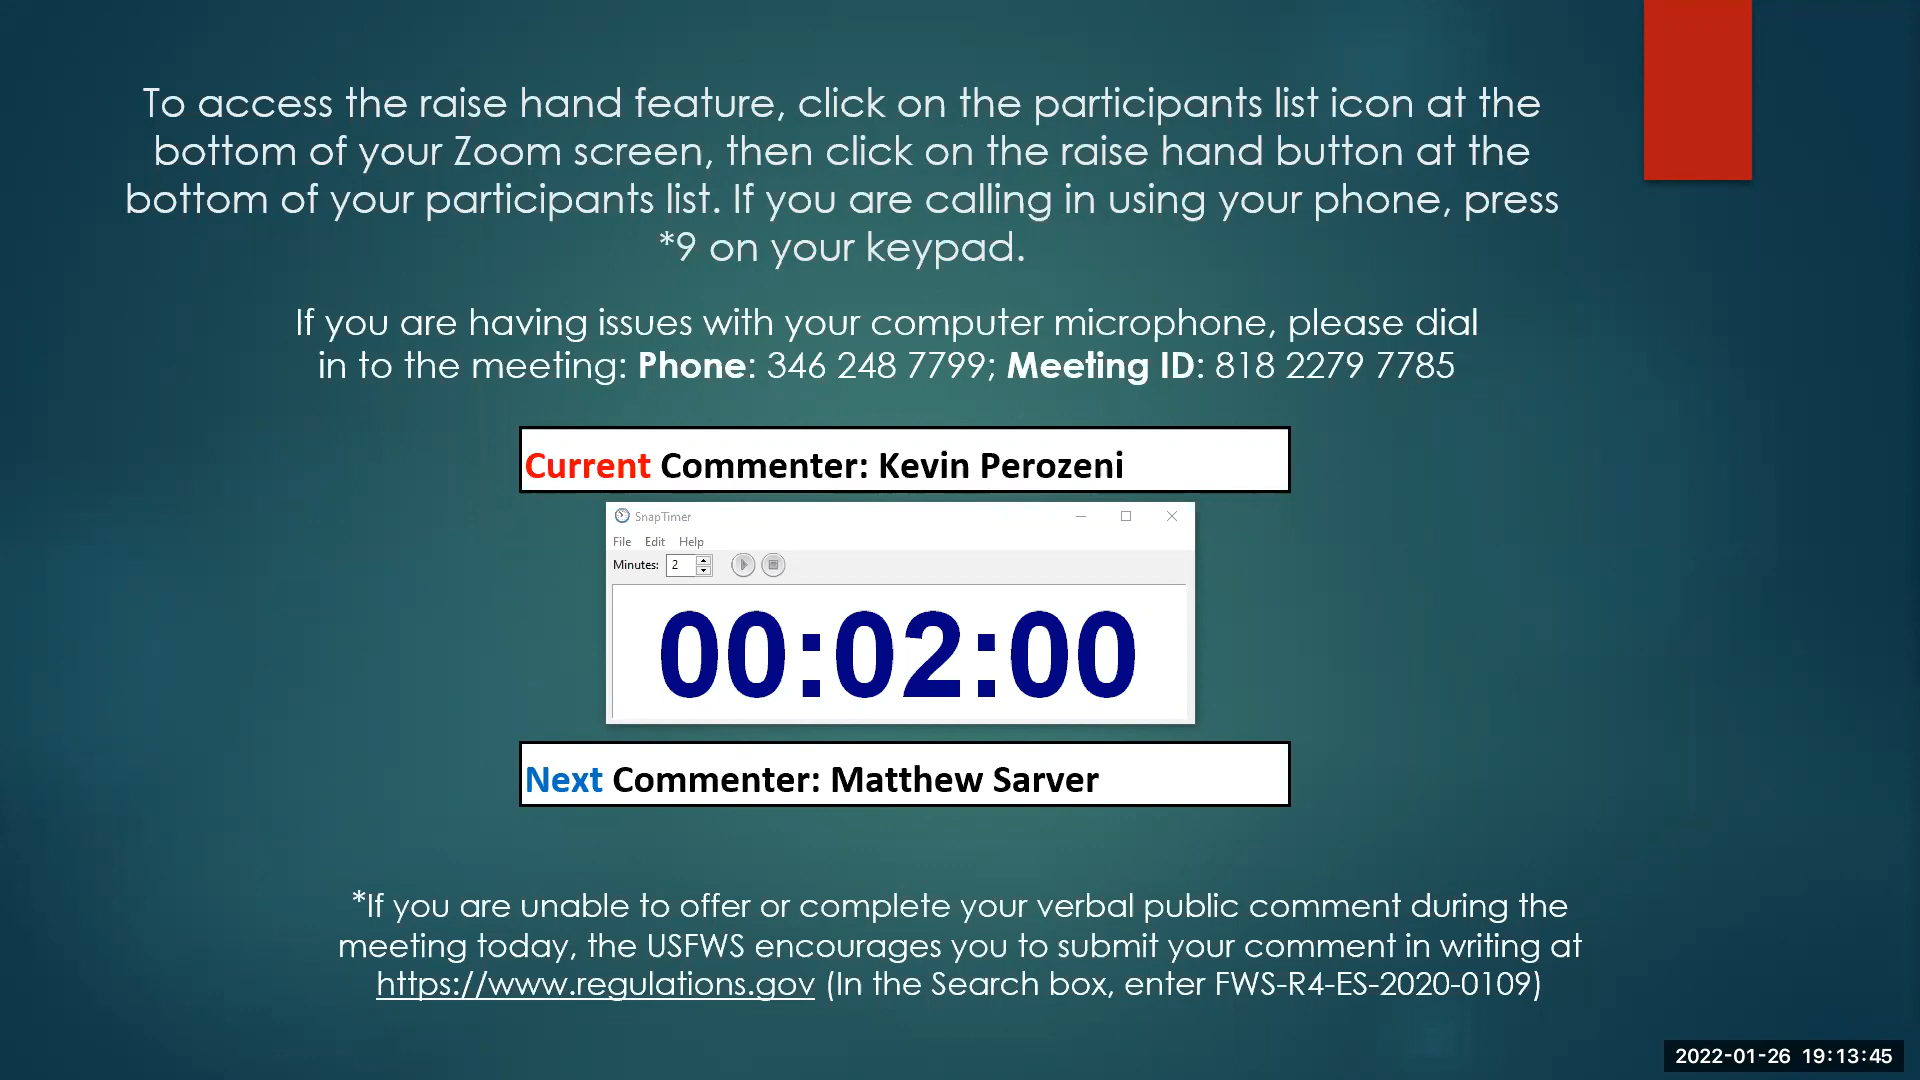 To access the raise hand feature, click on the participants list icon at the
bottom of your Zoom screen, then click on the raise hand button at the
bottom of your participants list. If you are calling in using your phone, press
*9 on your keypad.
If you are having issues with your computer microphone, please dial
in to the meeting: Phone: 346 248 7799; Meeting ID: 818 2279 7785
Current Commenter: Kevin Perozeni
SnapTimer
File Edit Help
Minutes: 2
00:02:00
Next Commenter: Matthew Sarver
*If you are unable to offer or complete your verbal public comment during the
meeting today, the USFWS encourages you to submit your comment in writing at
https://www.regulations.gov (In the Search box, enter FWS-R4-ES-2020-0109)
2022-01-26 19:13:45